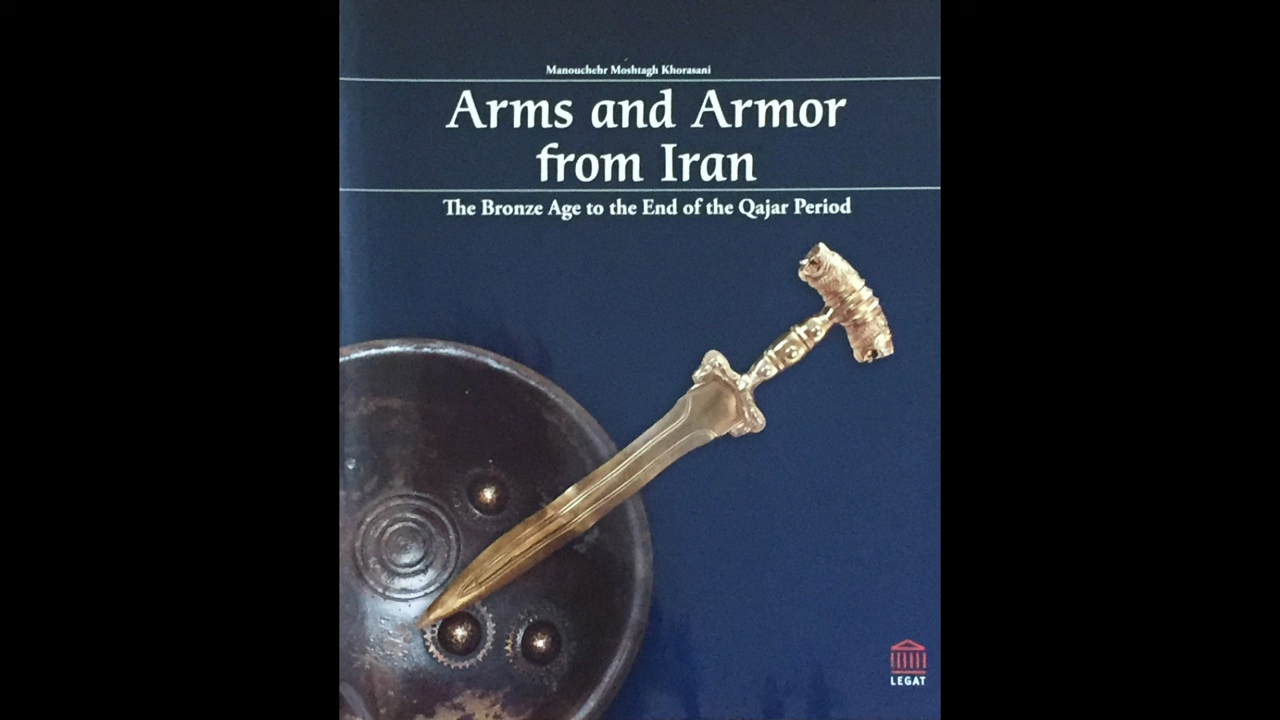 Manouchehr Moshtagh Khorasani
Arms and Armor
from Iran
The Bronze Age to the End of the Qajar Period
LEGAT